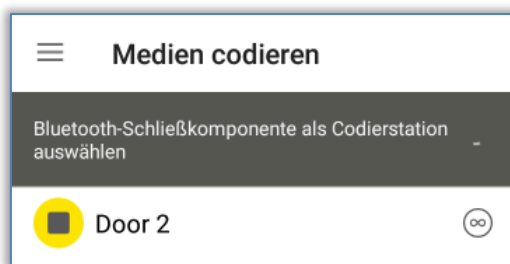 Medien codieren
Bluetooth-Schließkomponente als Codierstation
auswählen
-
Door 2